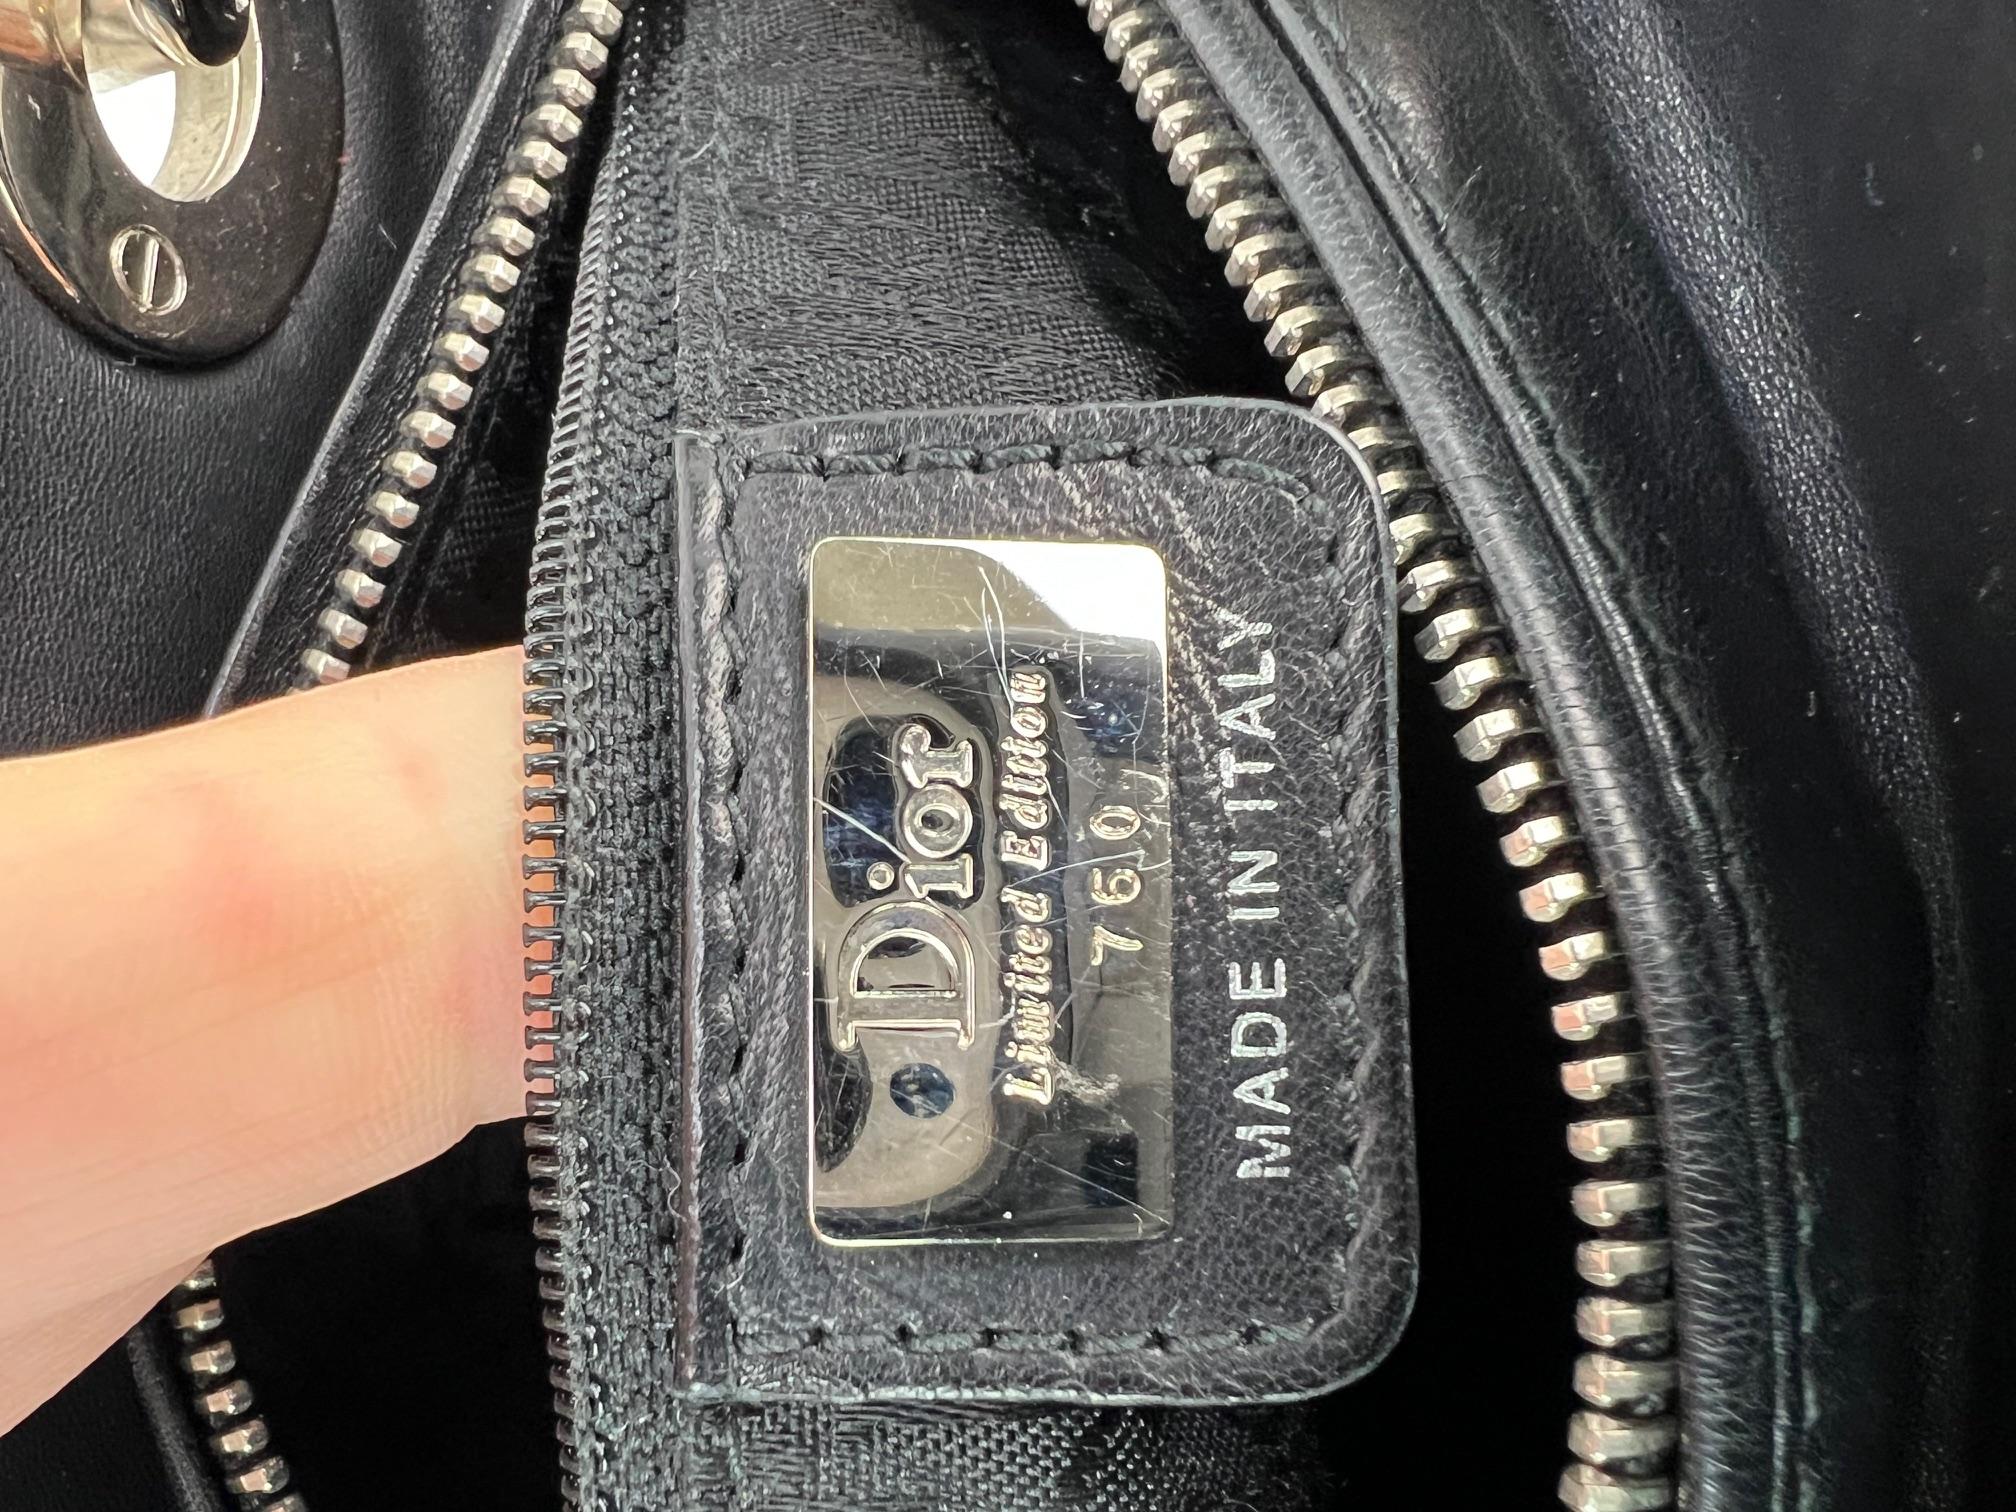 Dior
Limited Edition
760
MADE IN ITALY